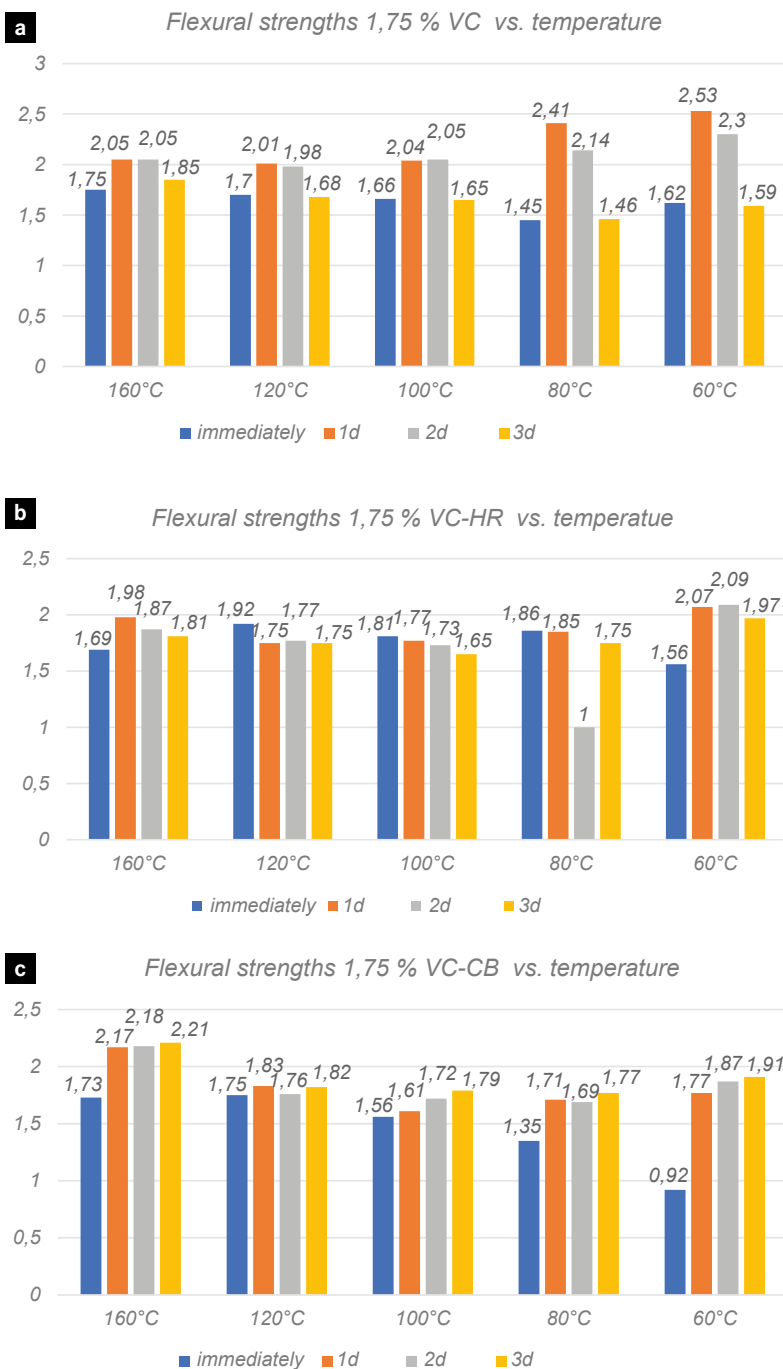 a
Flexural strengths 1,75 % VC vs. temperature
3
2,5
2
1,5
1
0,5
0
1,75 2,05 2,05 1,85
1,7 2,01 1,98 1,68
1,66 2,04 2,05 1,65
1,45 2,41 2,14 1,46
1,62 2,53 2,3 1,59
160°C 120°C 100°C 80°C 60°C
immediately 1d 2d 3d
b
Flexural strengths 1,75 % VC-HR vs. temperatue
2,5
2
1,5
1
0,5
0
1,69 1,98 1,87 1,81
1,92 1,75 1,77 1,75
1,81 1,77 1,73 1,65
1,86 1,85 1 1,75
1,56 2,07 2,09 1,97
160°C 120°C 100°C 80°C 60°C
immediately 1d 2d 3d
c
Flexural strengths 1,75 % VC-CB vs. temperature
2,5
2
1,5
1
0,5
0
1,73 2,17 2,18 2,21
1,75 1,83 1,76 1,82
1,56 1,61 1,72 1,79
1,35 1,71 1,69 1,77
0,92 1,77 1,87 1,91
160°C 120°C 100°C 80°C 60°C
immediately 1d 2d 3d